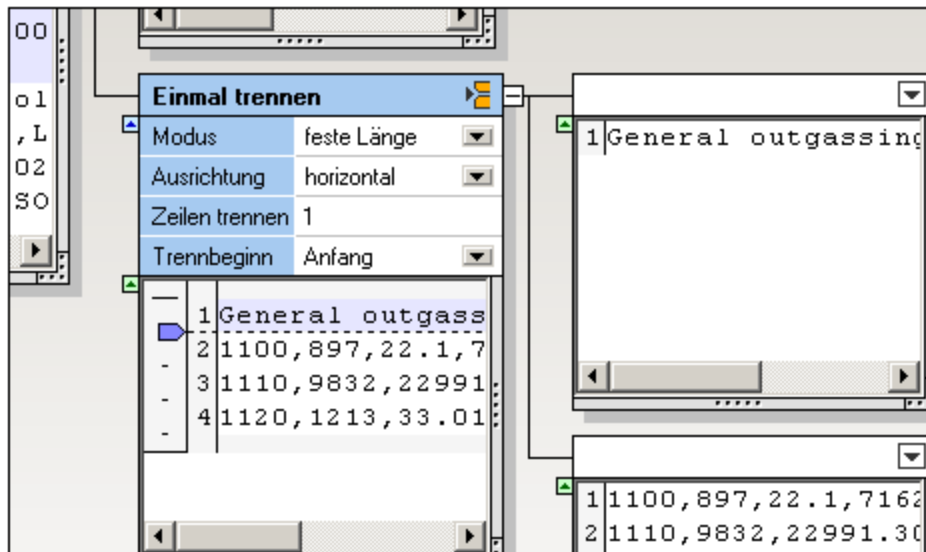 00
ol
,L
02
SO
Einmal trennen
Modus feste Länge
Ausrichtung horizontal
Zeilen trennen 1
Trennbeginn Anfang
1 General outgass
2 1100,897,22.1,7
3 1110,9832,22991
4 1120,1213,33.01
1 General outgassing
1 1100,897,22.1,7162
2 1110,9832,22991.30